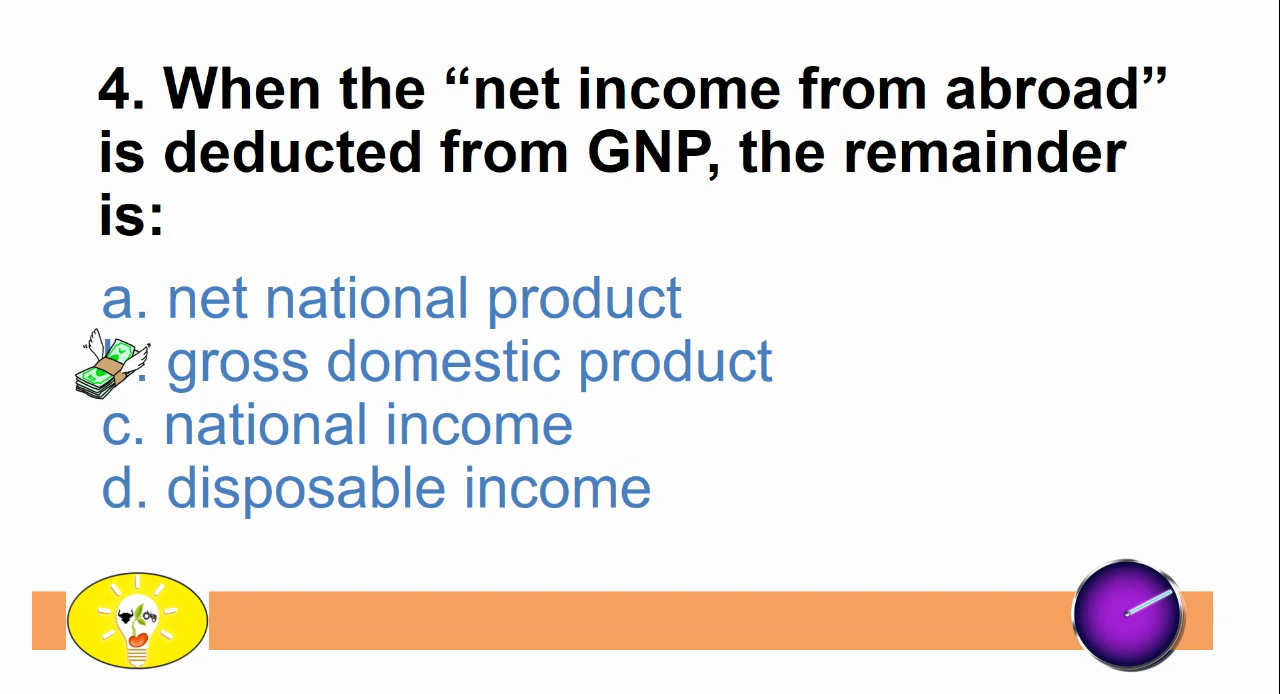 4. When the “net income from abroad”
is deducted from GNP, the remainder
is:
a. net national product
gross domestic product
c. national income
d. disposable income